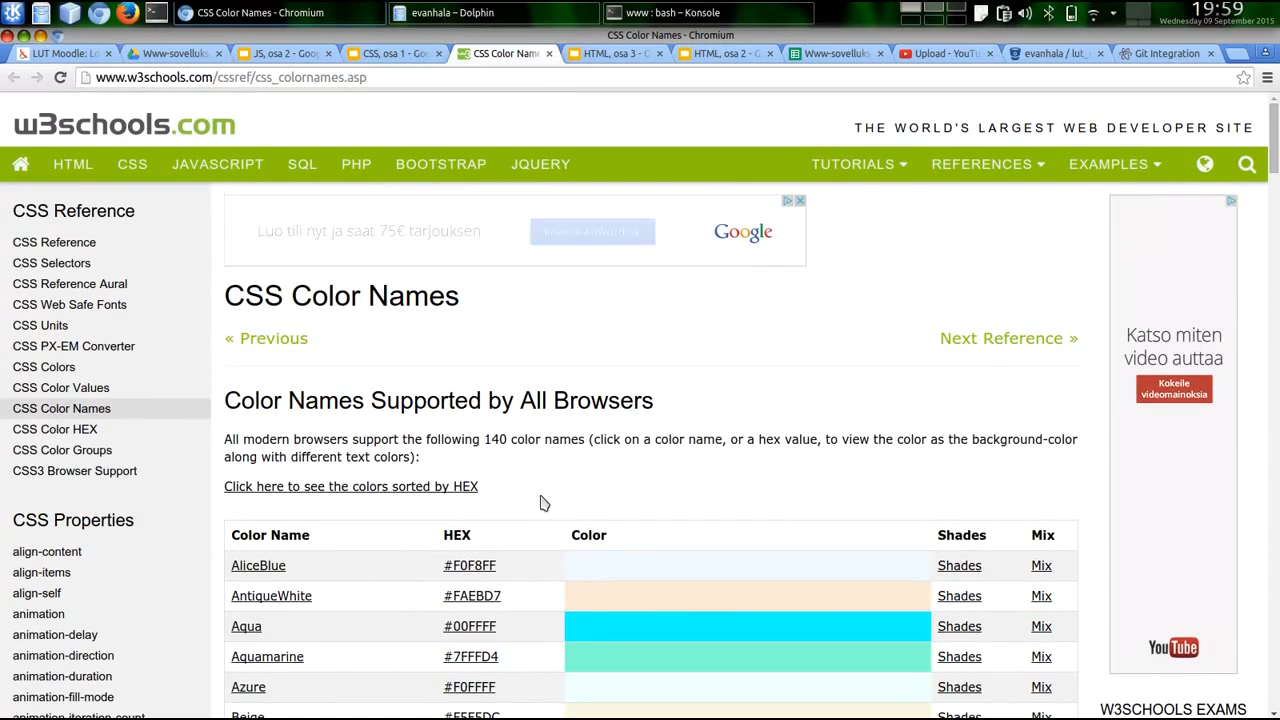 CSS Color Names - Chromium
evanhala – Dolphin
www : bash – Konsole
19:59
Wednesday 09 September 2015
CSS Color Names - Chromium
LUT Moodle: Lo
Www-sovelluks
JS, osa 2 - Goo
CSS, osa 1 - Go
CSS Color Nam
HTML, osa 3 - G
HTML, osa 2 - G
Www-sovelluks
Upload - YouTu
evanhala / lut_
Git Integration
www.w3schools.com/cssref/css_colornames.asp
w3schools.com
THE WORLD'S LARGEST WEB DEVELOPER SITE
HTML CSS JAVASCRIPT SQL PHP BOOTSTRAP JQUERY TUTORIALS REFERENCES EXAMPLES
CSS Reference
CSS Reference
CSS Selectors
CSS Reference Aural
CSS Web Safe Fonts
CSS Units
CSS PX-EM Converter
CSS Colors
CSS Color Values
CSS Color Names
CSS Color HEX
CSS Color Groups
CSS3 Browser Support
CSS Properties
align-content
align-items
align-self
animation
animation-delay
animation-direction
animation-duration
animation-fill-mode
animation-iteration-count
Luo tili nyt ja saat 75€ tarjouksen
Google
CSS Color Names
« Previous
Next Reference »
Color Names Supported by All Browsers
All modern browsers support the following 140 color names (click on a color name, or a hex value, to view the color as the background-color
along with different text colors):
Click here to see the colors sorted by HEX
Color Name HEX Color Shades Mix
AliceBlue #F0F8FF Shades Mix
AntiqueWhite #FAEBD7 Shades Mix
Aqua #00FFFF Shades Mix
Aquamarine #7FFFD4 Shades Mix
Azure #F0FFFF Shades Mix
Beige #F5F5DC Shades Mix
Katso miten
video auttaa
Kokeile
videomainoksia
YouTube
W3SCHOOLS EXAMS